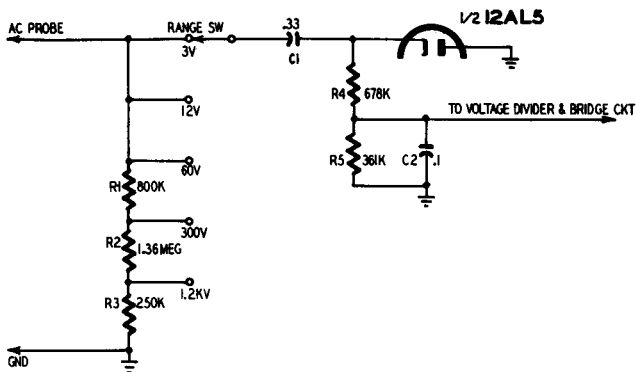 AC PROBE
RANGE SW
3V
.33
C1
1/2 12AL5
R4 678K
12V
TO VOLTAGE DIVIDER & BRIDGE CKT
R5 361K
C2 .1
60V
R1 800K
300V
R2 1.36MEG
1.2KV
R3 250K
GND